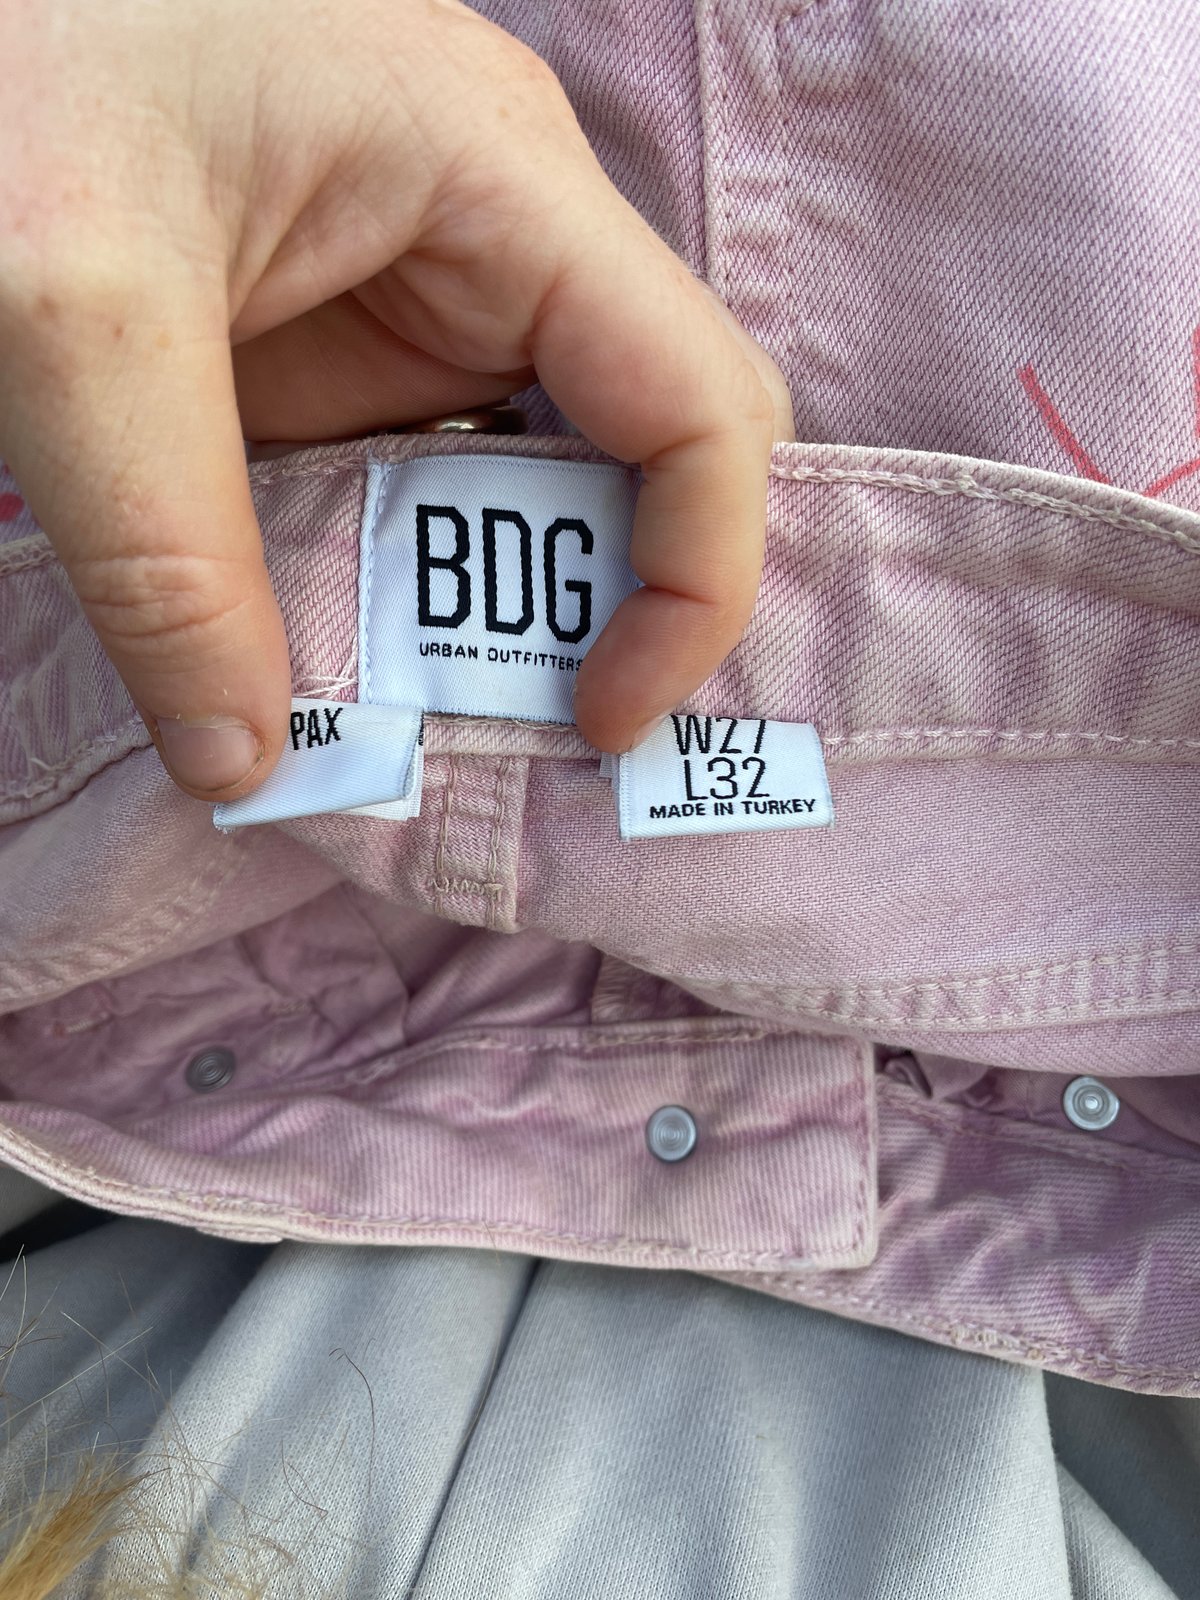 BDG
URBAN OUTFITTERS
PAX
W27
L32
MADE IN TURKEY